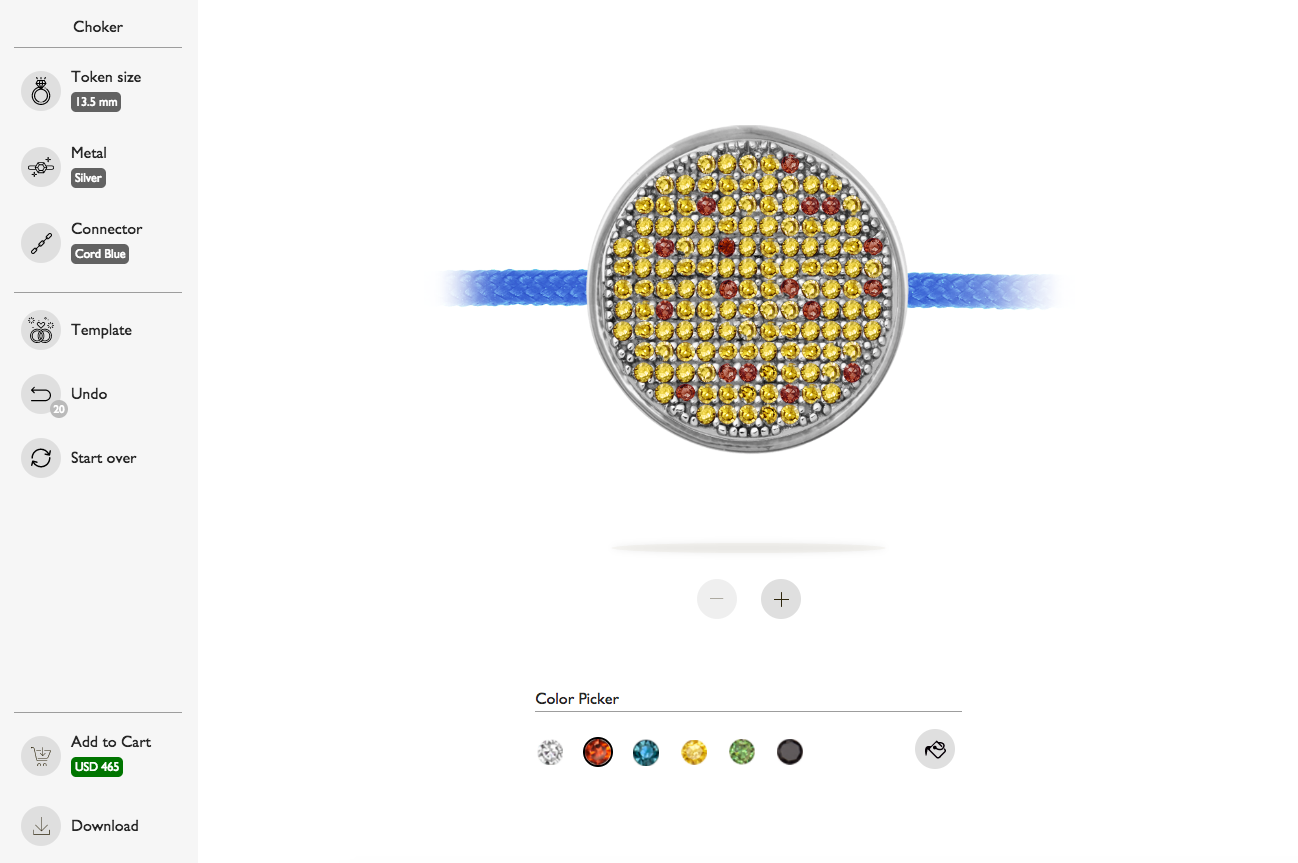 Choker
Token size
13.5 mm
Metal
Silver
Connector
Cord Blue
Template
Undo
20
Start over
Add to Cart
USD 465
Download
Color Picker